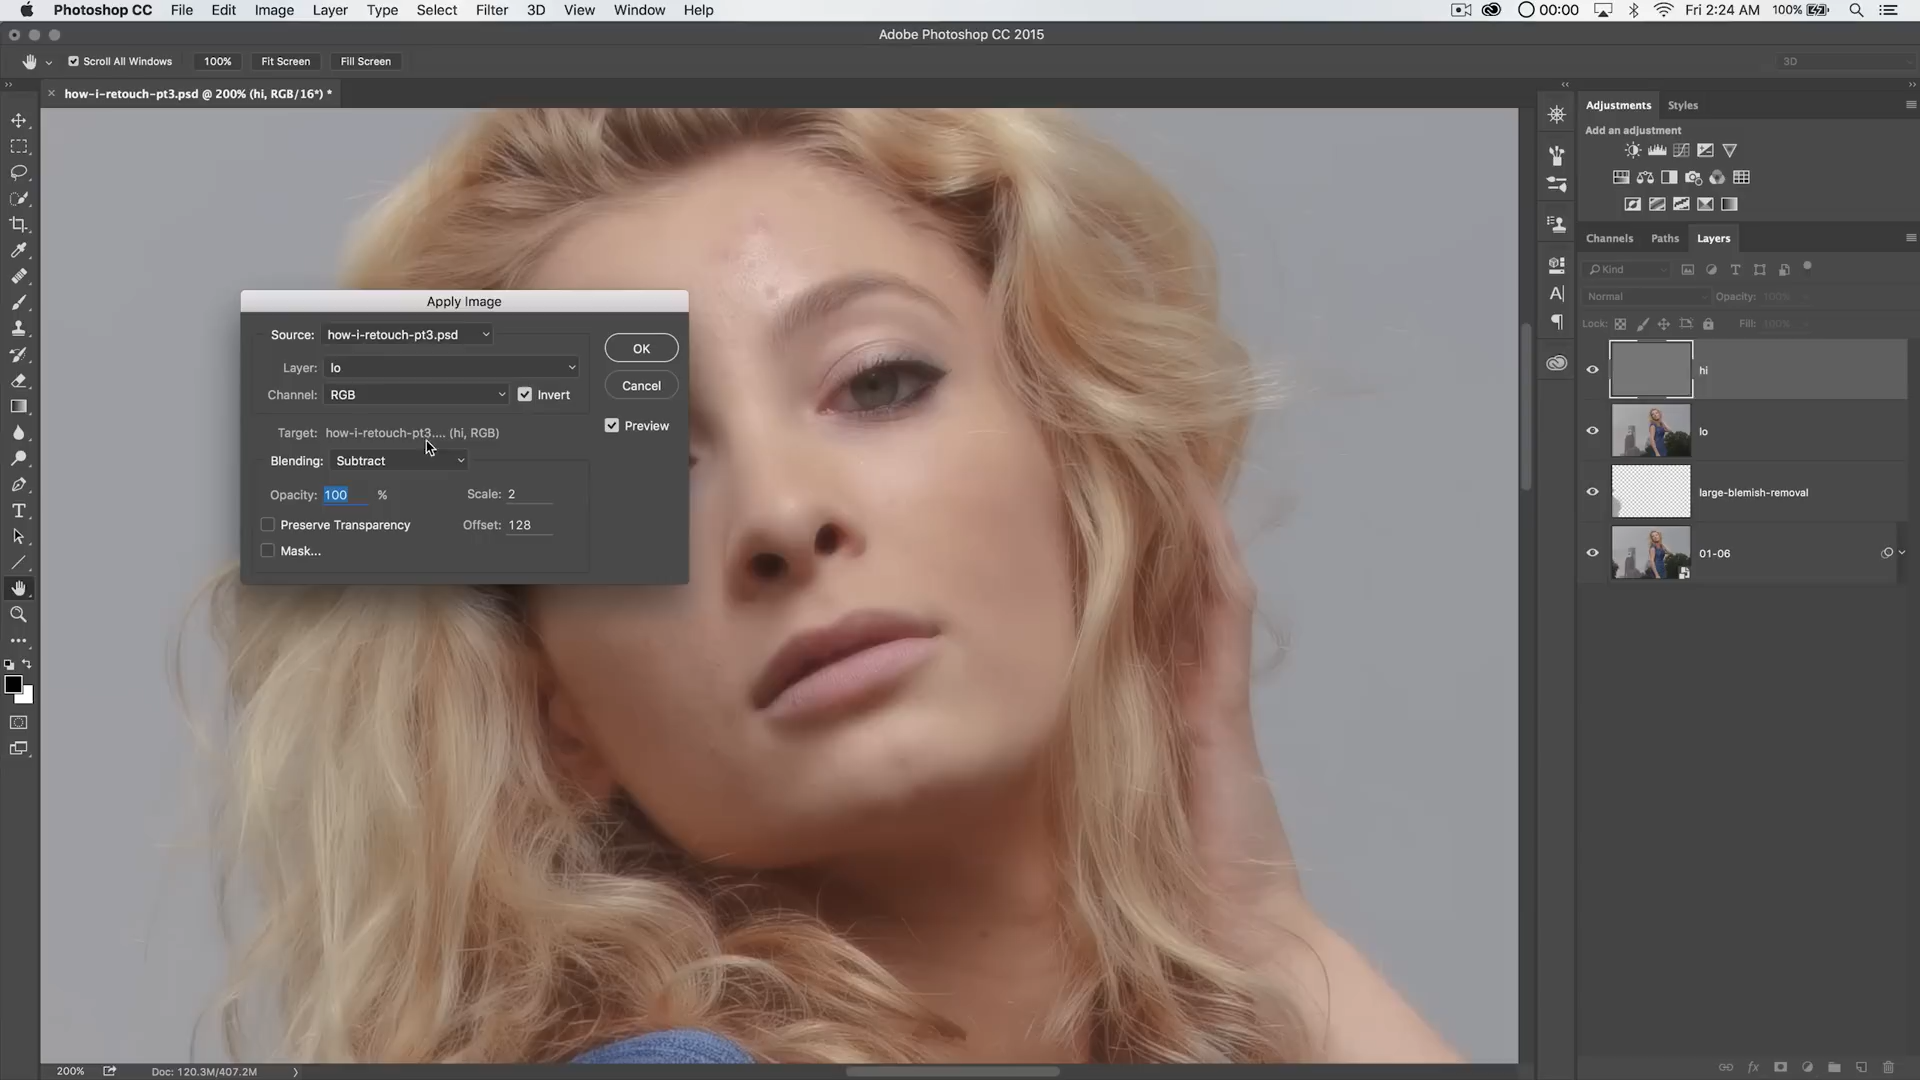 Photoshop CC File Edit Image Layer Type Select Filter 3D View Window Help 00:00 Fri 2:24 AM 100%
Adobe Photoshop CC 2015
Scroll All Windows 100% Fit Screen Fill Screen 3D
how-i-retouch-pt3.psd @ 200% (hi, RGB/16*) *
Adjustments Styles
Add an adjustment
Channels Paths Layers
Kind
Normal Opacity: 100%
Lock: Fill: 100%
hi
lo
large-blemish-removal
01-06
Apply Image
Source: how-i-retouch-pt3.psd
Layer: lo
Channel: RGB Invert
Target: how-i-retouch-pt3.... (hi, RGB)
Blending: Subtract
Opacity: 100 % Scale: 2
Preserve Transparency Offset: 128
Mask...
OK
Cancel
Preview
200% Doc: 120.3M/407.2M